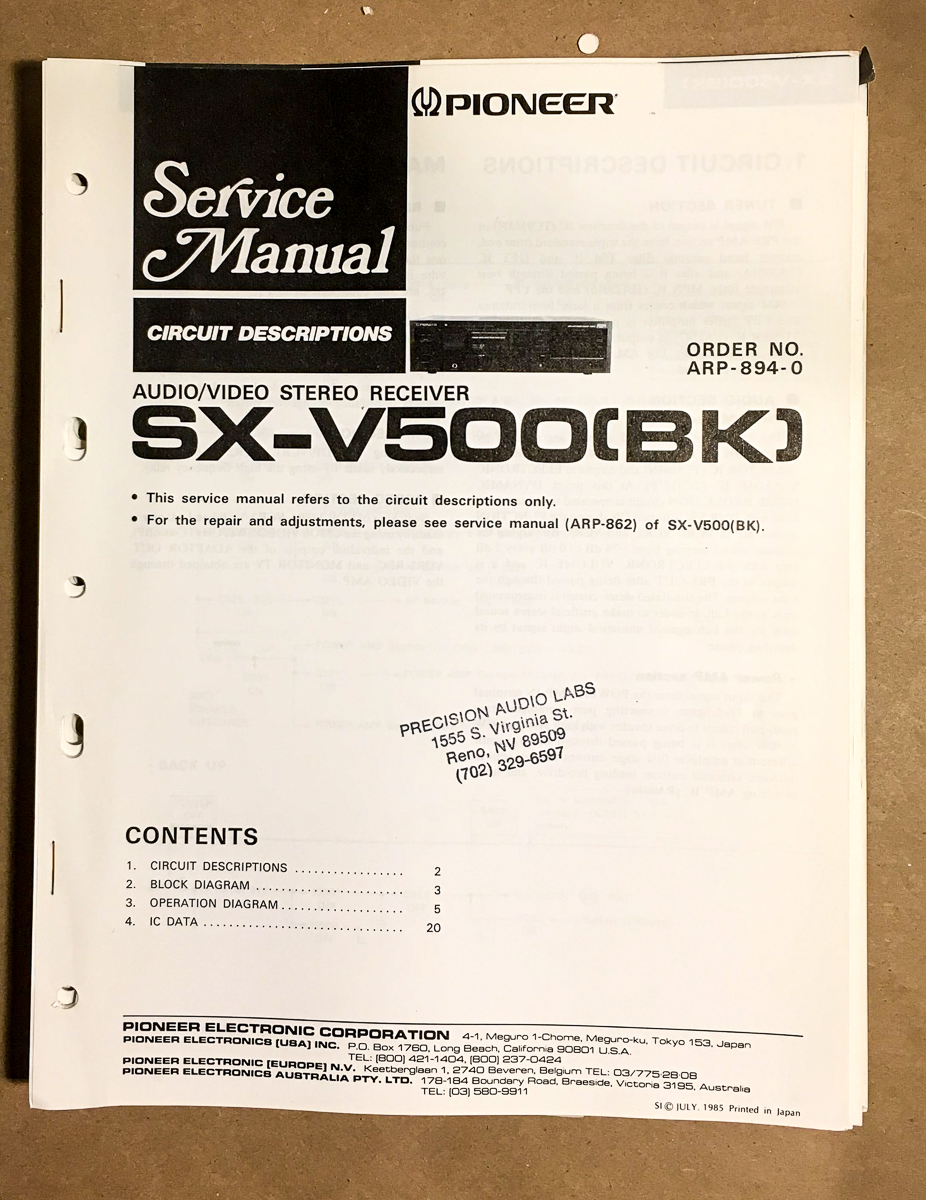 PIONEER
Service
Manual
CIRCUIT DESCRIPTIONS
ORDER NO.
ARP-894-0
AUDIO/VIDEO STEREO RECEIVER
SX-V500(BK)
• This service manual refers to the circuit descriptions only.
• For the repair and adjustments, please see service manual (ARP-862) of SX-V500(BK).
PRECISION AUDIO LABS
1555 S. Virginia St.
Reno, NV 89509
(702) 329-6597
CONTENTS
1. CIRCUIT DESCRIPTIONS ................. 2
2. BLOCK DIAGRAM ....................... 3
3. OPERATION DIAGRAM ................... 5
4. IC DATA ............................... 20
PIONEER ELECTRONIC CORPORATION 4-1, Meguro 1-Chome, Meguro-ku, Tokyo 153, Japan
PIONEER ELECTRONICS [USA] INC. P.O. Box 1760, Long Beach, California 90801 U.S.A.
TEL: (800) 421-1404, (800) 237-0424
PIONEER ELECTRONIC [EUROPE] N.V. Keetberglaan 1, 2740 Beveren, Belgium TEL: 03/775·28·08
PIONEER ELECTRONICS AUSTRALIA PTY. LTD. 178-184 Boundary Road, Braeside, Victoria 3195, Australia
TEL: (03) 580-9911
SI © JULY. 1985 Printed in Japan